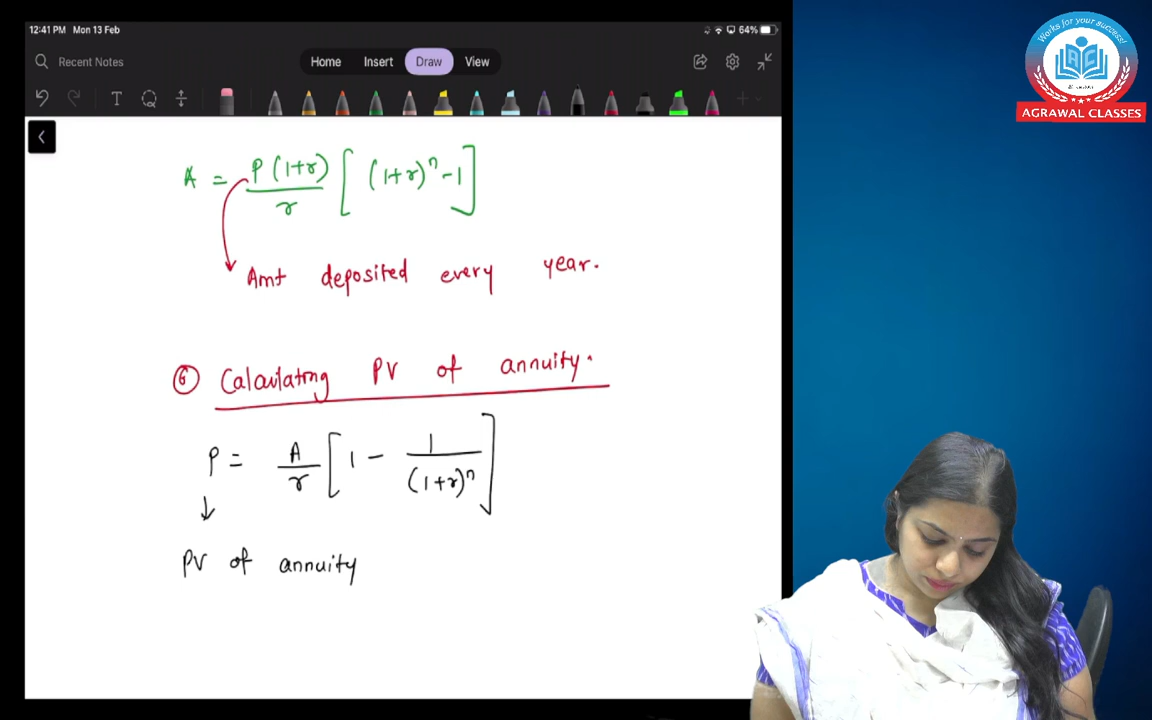 12:41 PM Mon 13 Feb
64%
Works for your success!
AC
AGRAWAL CLASSES
Recent Notes
Home Insert Draw View
A = P(1+r)/r [(1+r)^n - 1]
Amt deposited every year.
⑥ Calculating PV of annuity.
P = A/r [1 - 1/(1+r)^n]
PV of annuity